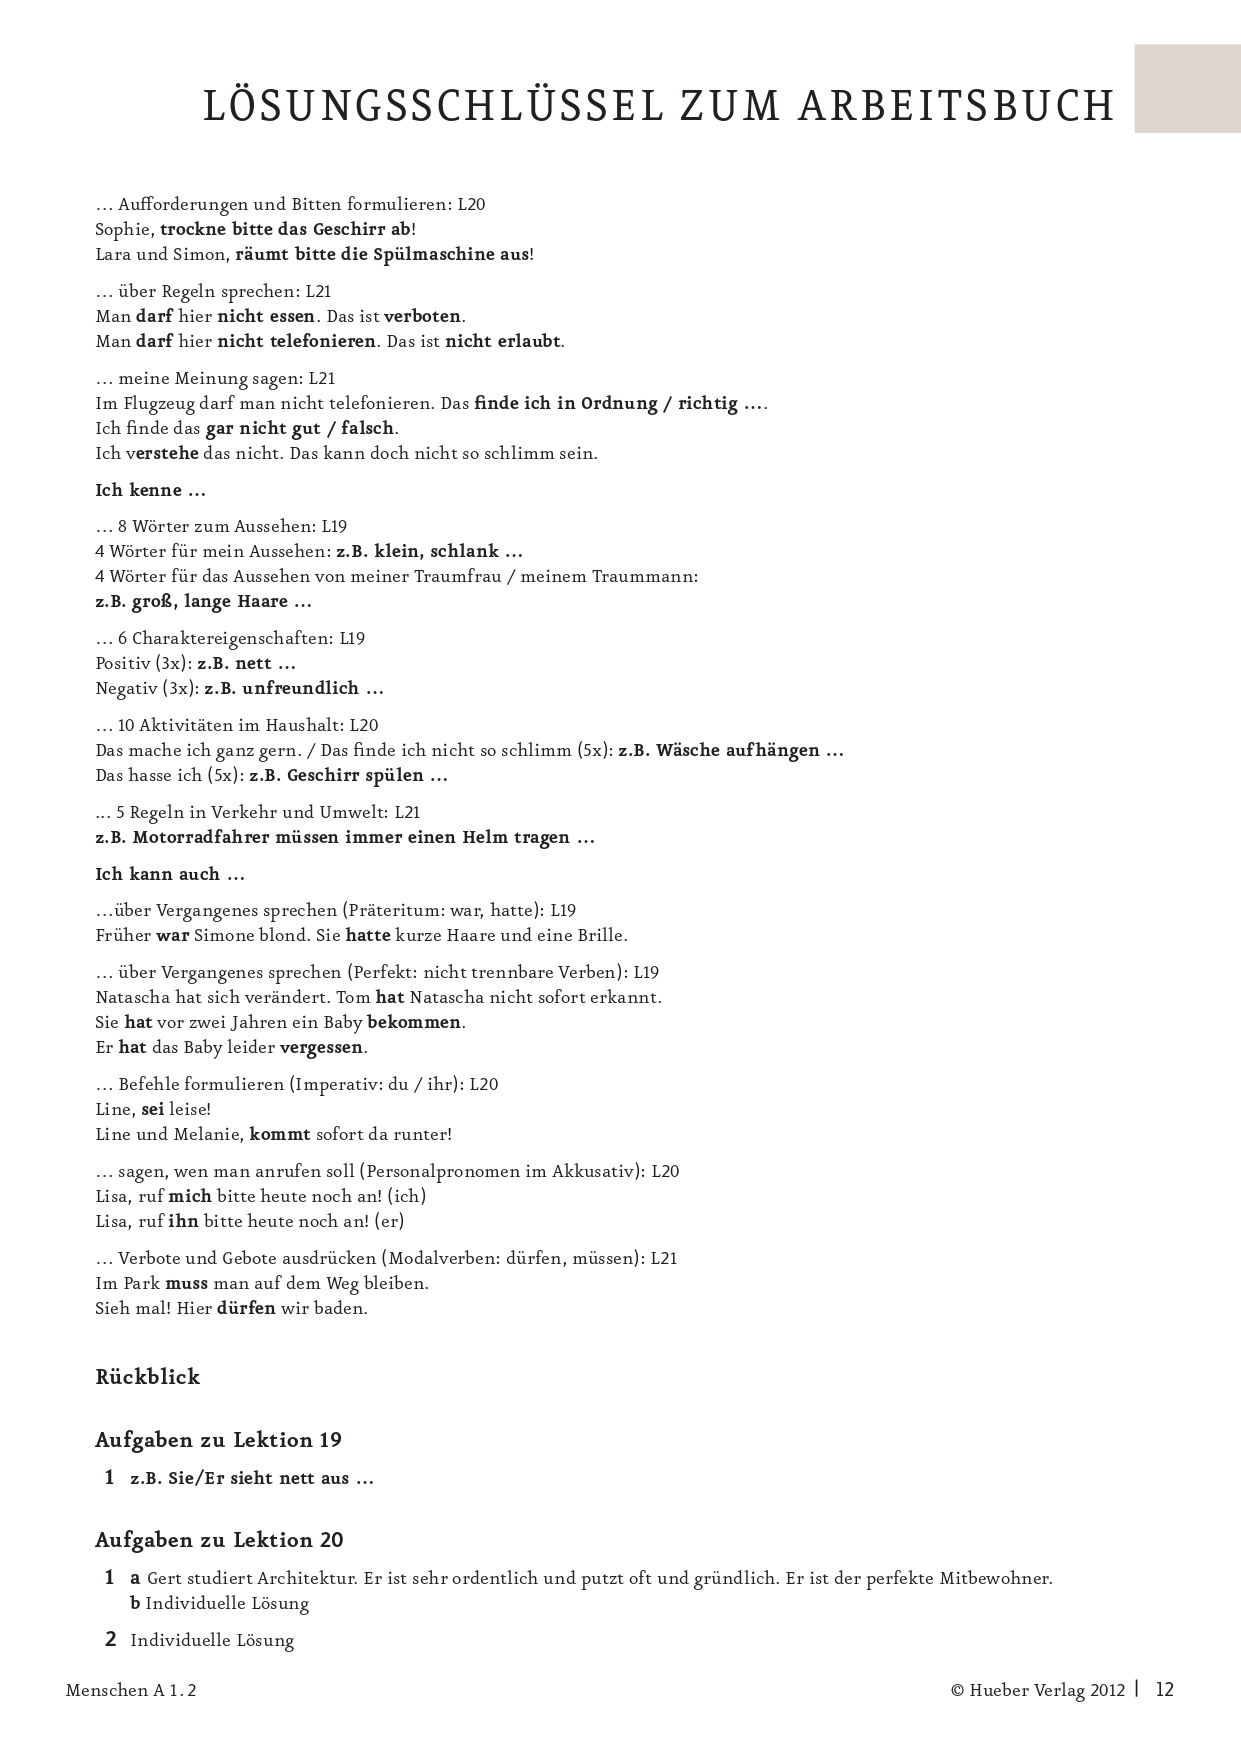 LÖSUNGSSCHLÜSSEL ZUM ARBEITSBUCH
… Aufforderungen und Bitten formulieren: L20
Sophie, trockne bitte das Geschirr ab!
Lara und Simon, räumt bitte die Spülmaschine aus!
… über Regeln sprechen: L21
Man darf hier nicht essen. Das ist verboten.
Man darf hier nicht telefonieren. Das ist nicht erlaubt.
… meine Meinung sagen: L21
Im Flugzeug darf man nicht telefonieren. Das finde ich in Ordnung / richtig ….
Ich finde das gar nicht gut / falsch.
Ich verstehe das nicht. Das kann doch nicht so schlimm sein.
Ich kenne …
… 8 Wörter zum Aussehen: L19
4 Wörter für mein Aussehen: z.B. klein, schlank …
4 Wörter für das Aussehen von meiner Traumfrau / meinem Traummann:
z.B. groß, lange Haare …
… 6 Charaktereigenschaften: L19
Positiv (3x): z.B. nett …
Negativ (3x): z.B. unfreundlich …
… 10 Aktivitäten im Haushalt: L20
Das mache ich ganz gern. / Das finde ich nicht so schlimm (5x): z.B. Wäsche aufhängen …
Das hasse ich (5x): z.B. Geschirr spülen …
... 5 Regeln in Verkehr und Umwelt: L21
z.B. Motorradfahrer müssen immer einen Helm tragen …
Ich kann auch …
…über Vergangenes sprechen (Präteritum: war, hatte): L19
Früher war Simone blond. Sie hatte kurze Haare und eine Brille.
… über Vergangenes sprechen (Perfekt: nicht trennbare Verben): L19
Natascha hat sich verändert. Tom hat Natascha nicht sofort erkannt.
Sie hat vor zwei Jahren ein Baby bekommen.
Er hat das Baby leider vergessen.
… Befehle formulieren (Imperativ: du / ihr): L20
Line, sei leise!
Line und Melanie, kommt sofort da runter!
… sagen, wen man anrufen soll (Personalpronomen im Akkusativ): L20
Lisa, ruf mich bitte heute noch an! (ich)
Lisa, ruf ihn bitte heute noch an! (er)
… Verbote und Gebote ausdrücken (Modalverben: dürfen, müssen): L21
Im Park muss man auf dem Weg bleiben.
Sieh mal! Hier dürfen wir baden.
Rückblick
Aufgaben zu Lektion 19
1 z.B. Sie/Er sieht nett aus …
Aufgaben zu Lektion 20
1 a Gert studiert Architektur. Er ist sehr ordentlich und putzt oft und gründlich. Er ist der perfekte Mitbewohner.
b Individuelle Lösung
2 Individuelle Lösung
Menschen A 1.2 © Hueber Verlag 2012 | 12